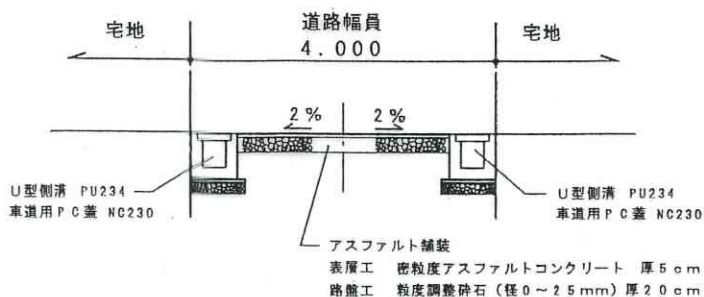 宅地
道路幅員
宅地
4.000
2%
2%
U型側溝 PU234
車道用PC蓋 NC230
U型側溝 PU234
車道用PC蓋 NC230
アスファルト舗装
表層工 密粒度アスファルトコンクリート 厚5cm
路盤工 粒度調整砕石(径0~25mm)厚20cm